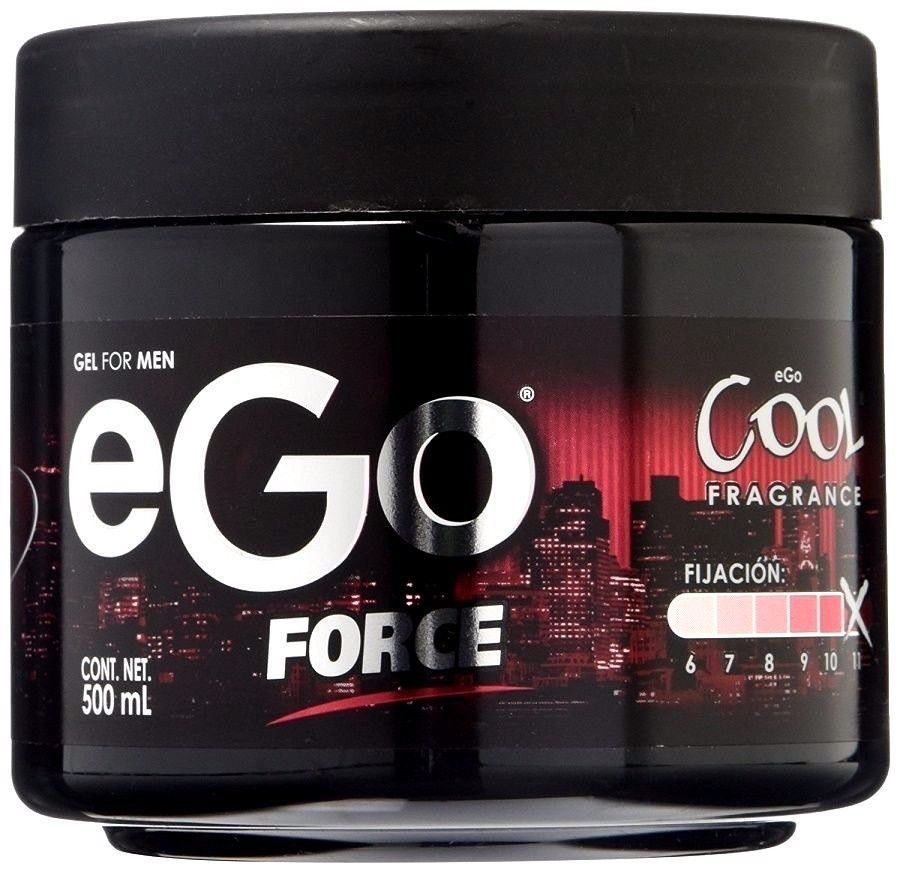 GEL FOR MEN
eGo®
FORCE
CONT. NET.
500 mL
eGo
COOL
FRAGRANCE
FIJACIÓN:
X
6 7 8 9 10 11